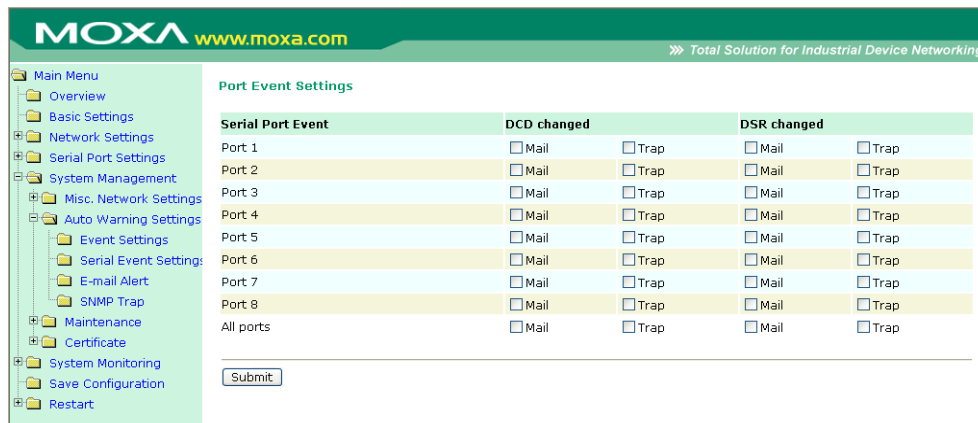 MOXA www.moxa.com
Total Solution for Industrial Device Networking
Main Menu
Overview
Basic Settings
Network Settings
Serial Port Settings
System Management
Misc. Network Settings
Auto Warning Settings
Event Settings
Serial Event Settings
E-mail Alert
SNMP Trap
Maintenance
Certificate
System Monitoring
Save Configuration
Restart
Port Event Settings
Serial Port Event DCD changed DSR changed
Port 1 Mail Trap Mail Trap
Port 2 Mail Trap Mail Trap
Port 3 Mail Trap Mail Trap
Port 4 Mail Trap Mail Trap
Port 5 Mail Trap Mail Trap
Port 6 Mail Trap Mail Trap
Port 7 Mail Trap Mail Trap
Port 8 Mail Trap Mail Trap
All ports Mail Trap Mail Trap
Submit